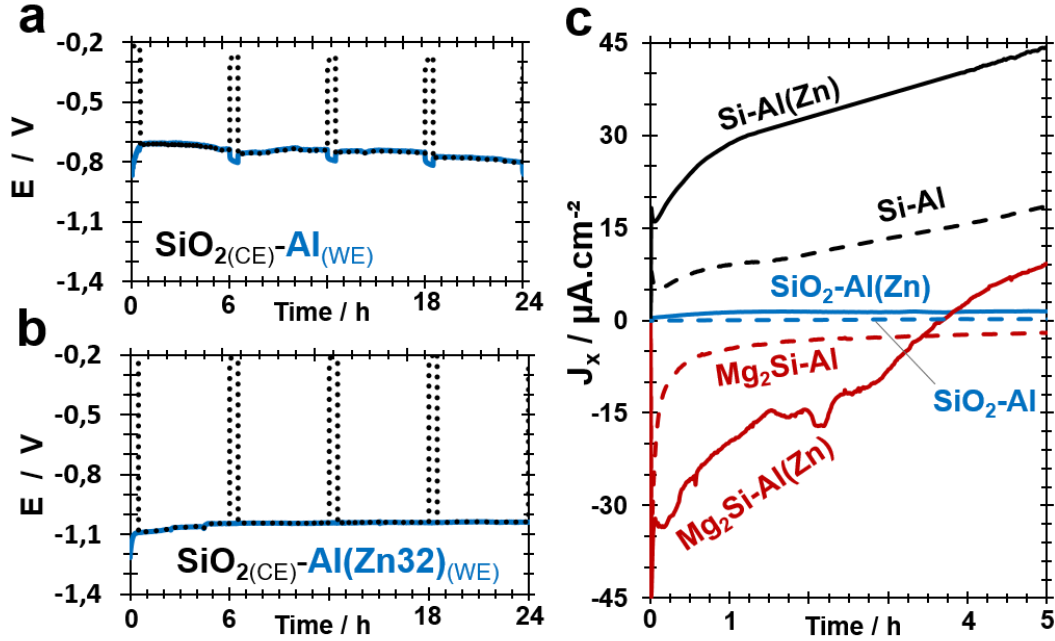 a
-0,2
-0,5
-0,8
-1,1
-1,4
E / V
SiO₂(CE)-Al(WE)
0
6
12
18
24
Time / h
b
-0,2
-0,5
-0,8
-1,1
-1,4
E / V
SiO₂(CE)-Al(Zn32)(WE)
0
6
12
18
24
Time / h
c
45
30
15
0
-15
-30
-45
Jₓ / µA.cm⁻²
Si-Al(Zn)
Si-Al
SiO₂-Al(Zn)
Mg₂Si-Al
SiO₂-Al
Mg₂Si-Al(Zn)
0
1
2
3
4
5
Time / h